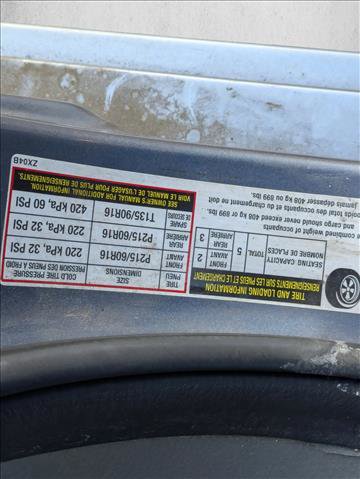 TIRE AND LOADING INFORMATION
RENSEIGNEMENTS SUR LES PNEUS ET LE CHARGEMENT
SEATING CAPACITY
NOMBRE DE PLACES
TOTAL 5
FRONT
AVANT 2
REAR
ARRIÈRE 3
combined weight of occupants
and cargo should never exceed 408 kg or 899 lbs.
poids total des occupants et du chargement ne doit
jamais dépasser 408 kg ou 899 lbs.
TIRE
PNEU
SIZE
DIMENSIONS
COLD TIRE PRESSURE
PRESSION DES PNEUS À FROID
FRONT
AVANT
P215/60R16
220 kPa, 32 PSI
REAR
ARRIÈRE
P215/60R16
220 kPa, 32 PSI
SPARE
DE SECOURS
T135/90R16
420 kPa, 60 PSI
SEE OWNER'S MANUAL FOR ADDITIONAL INFORMATION.
VOIR LE MANUEL DE L'USAGER POUR PLUS DE RENSEIGNEMENTS.
ZX04B